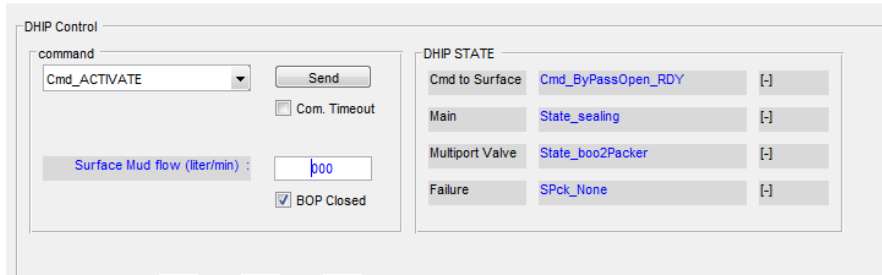 DHIP Control
command
Cmd_ACTIVATE
Send
Com. Timeout
Surface Mud flow (liter/min) :
000
BOP Closed
DHIP STATE
Cmd to Surface Cmd_ByPassOpen_RDY [-]
Main State_sealing [-]
Multiport Valve State_boo2Packer [-]
Failure SPck_None [-]